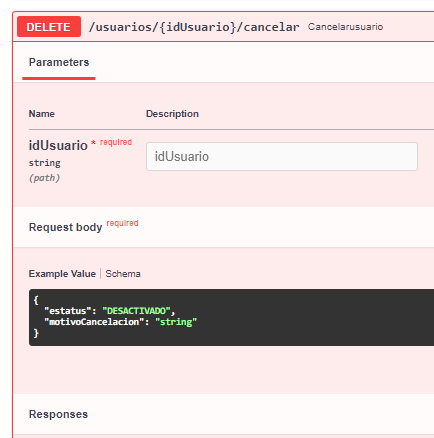 DELETE /usuarios/{idUsuario}/cancelar Cancelarusuario
Parameters
Name Description
idUsuario * required
string
(path)
idUsuario
Request body required
Example Value | Schema
{
"estatus": "DESACTIVADO",
"motivoCancelacion": "string"
}
Responses